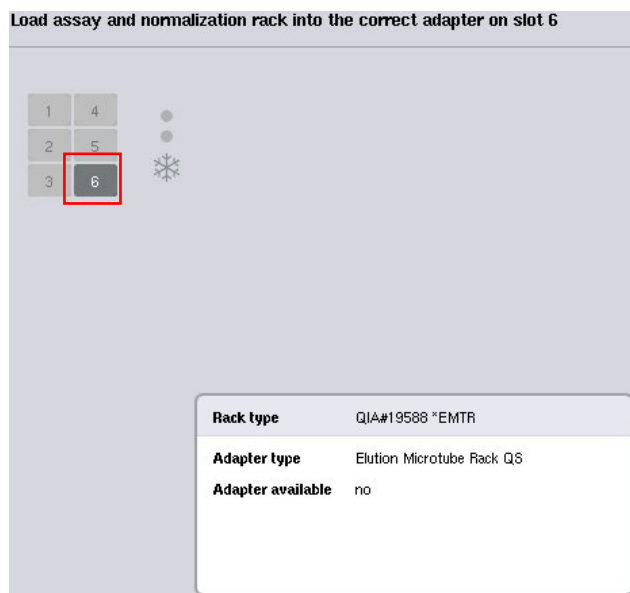 Load assay and normalization rack into the correct adapter on slot 6
1 4
2 5
3 6
Rack type QIA#19588 *EMTR
Adapter type Elution Microtube Rack QS
Adapter available no